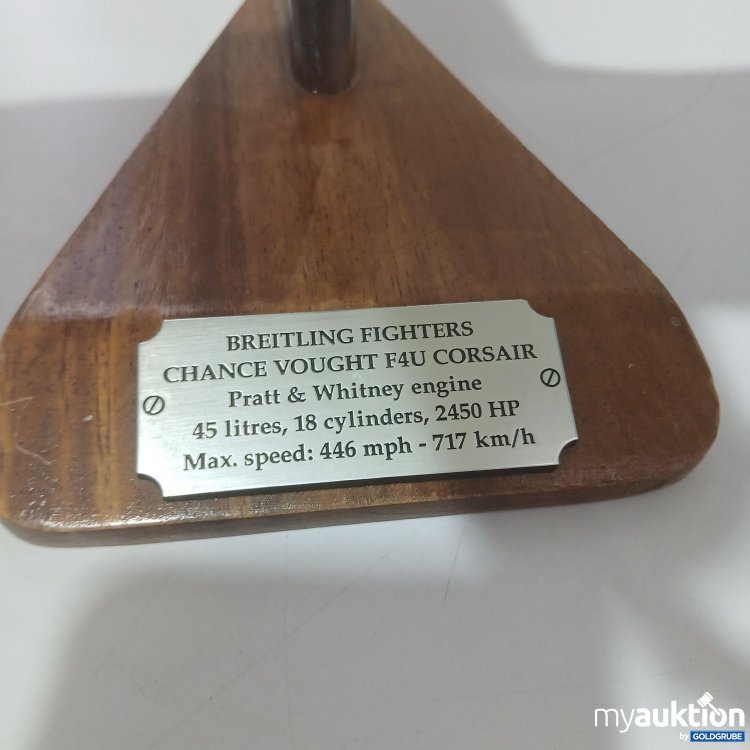 BREITLING FIGHTERS
CHANCE VOUGHT F4U CORSAIR
Pratt & Whitney engine
45 litres, 18 cylinders, 2450 HP
Max. speed: 446 mph - 717 km/h
myauktion
by GOLDGRUBE